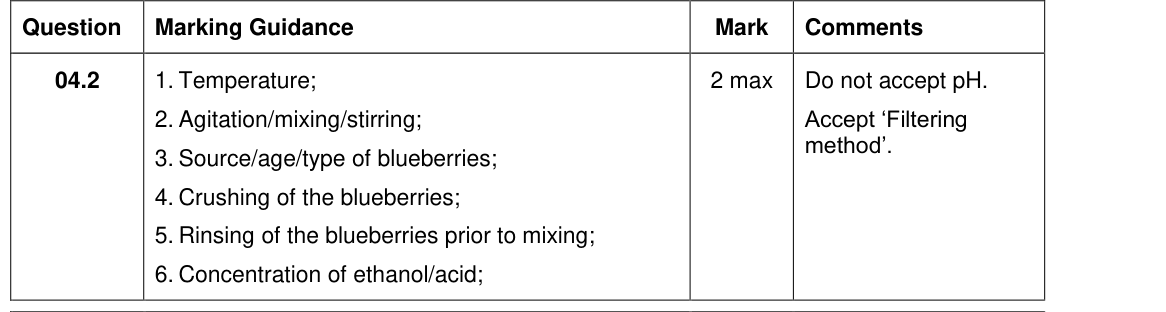 Question Marking Guidance Mark Comments
04.2 1. Temperature; 2 max Do not accept pH.
2. Agitation/mixing/stirring; Accept ‘Filtering
method’.
3. Source/age/type of blueberries;
4. Crushing of the blueberries;
5. Rinsing of the blueberries prior to mixing;
6. Concentration of ethanol/acid;